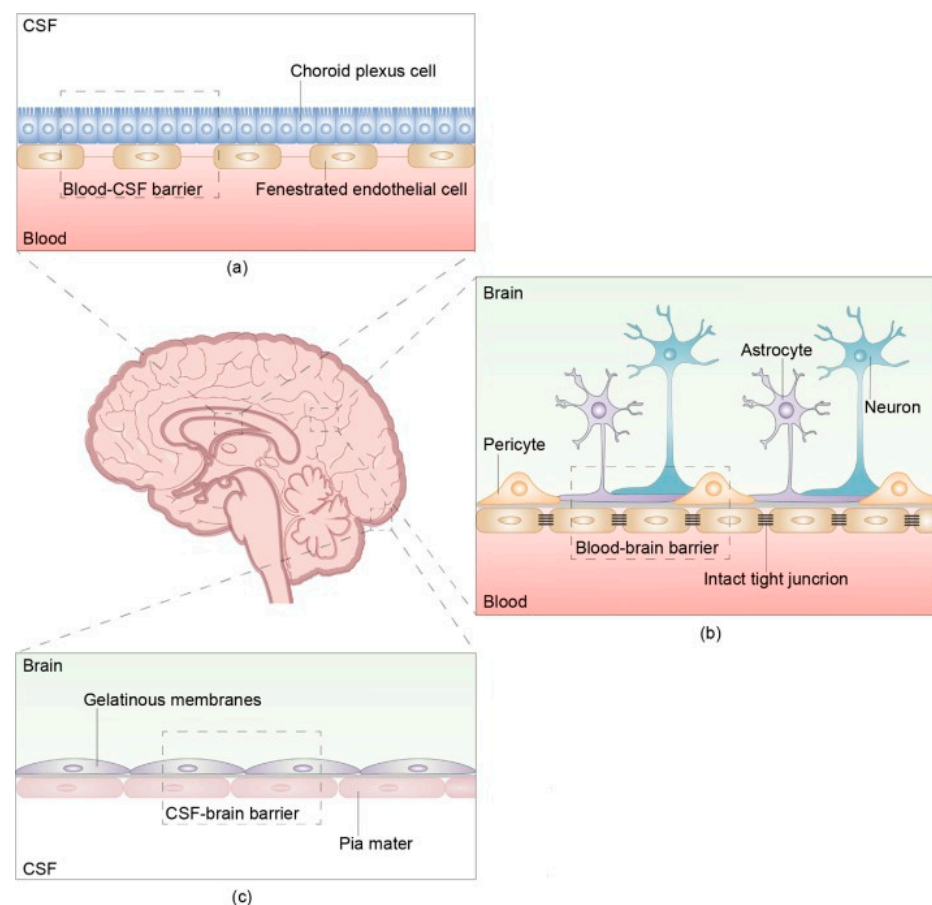 CSF
Choroid plexus cell
Blood-CSF barrier
Fenestrated endothelial cell
Blood
(a)
Brain
Astrocyte
Neuron
Pericyte
Blood-brain barrier
Intact tight juncrion
Blood
(b)
Brain
Gelatinous membranes
CSF-brain barrier
Pia mater
CSF
(c)